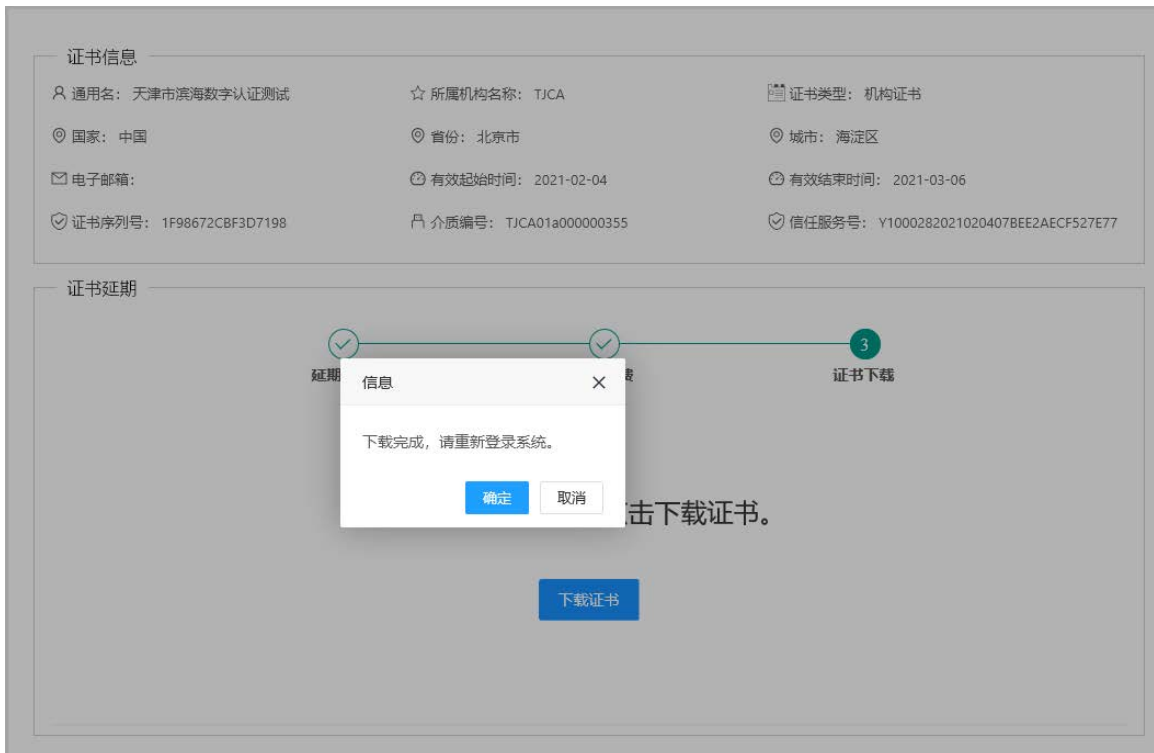 证书信息
通用名： 天津市滨海数字认证测试 所属机构名称： TJCA 证书类型： 机构证书
国家： 中国 省份： 北京市 城市： 海淀区
电子邮箱： 有效起始时间： 2021-02-04 有效结束时间： 2021-03-06
证书序列号： 1F98672CBF3D7198 介质编号： TJCA01a000000355 信任服务号： Y1000282021020407BEE2AECF527E77
证书延期
3
延期 费 证书下载
信息
下载完成，请重新登录系统。
确定 取消
击下载证书。
下载证书